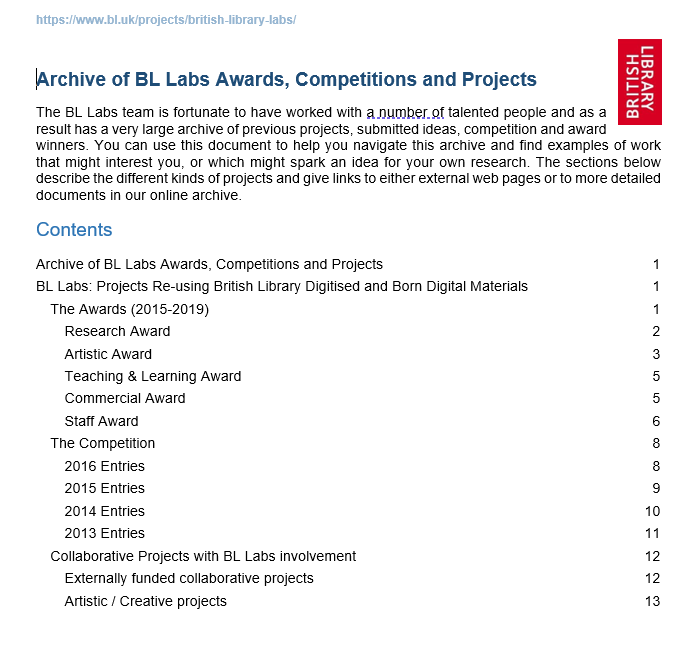 https://www.bl.uk/projects/british-library-labs/
LIBRARY
BRITISH
Archive of BL Labs Awards, Competitions and Projects
The BL Labs team is fortunate to have worked with a number of talented people and as a
result has a very large archive of previous projects, submitted ideas, competition and award
winners. You can use this document to help you navigate this archive and find examples of work
that might interest you, or which might spark an idea for your own research. The sections below
describe the different kinds of projects and give links to either external web pages or to more detailed
documents in our online archive.
Contents
Archive of BL Labs Awards, Competitions and Projects 1
BL Labs: Projects Re-using British Library Digitised and Born Digital Materials 1
The Awards (2015-2019) 1
Research Award 2
Artistic Award 3
Teaching & Learning Award 5
Commercial Award 5
Staff Award 6
The Competition 8
2016 Entries 8
2015 Entries 9
2014 Entries 10
2013 Entries 11
Collaborative Projects with BL Labs involvement 12
Externally funded collaborative projects 12
Artistic / Creative projects 13